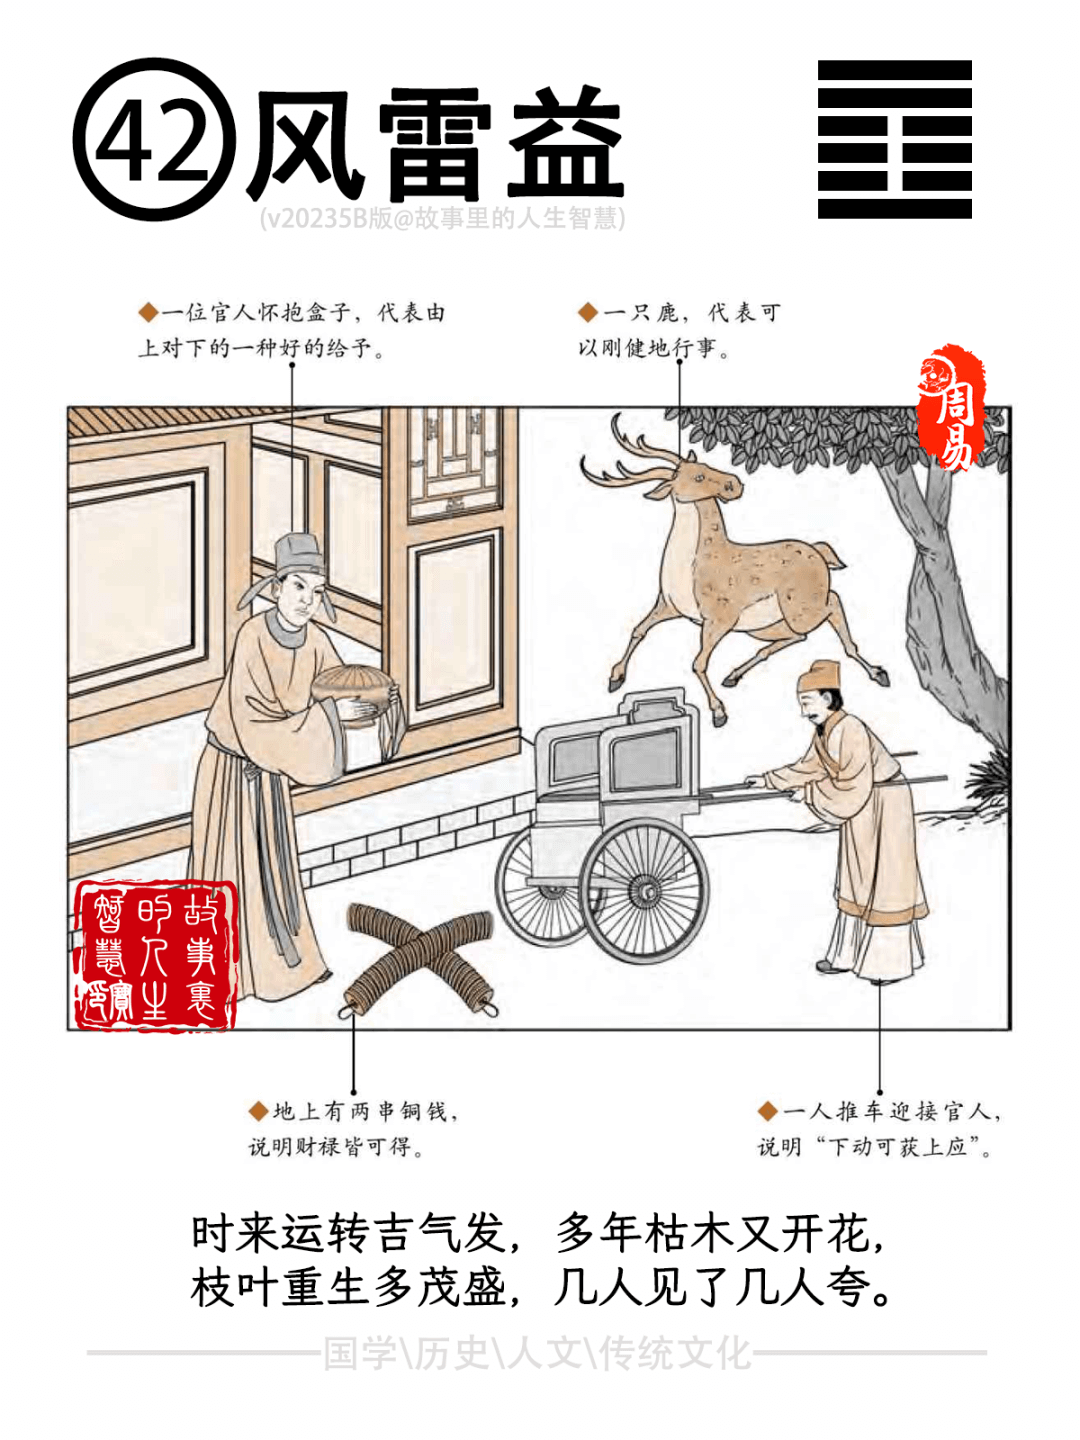 42 风雷益
(v20235B版@故事里的人生智慧)
◆一位官人怀抱盒子，代表由
上对下的一种好的给予。
◆一只鹿，代表可
以刚健地行事。
周易
故事裏
的人生
智慧
◆地上有两串铜钱，
说明财禄皆可得。
◆一人推车迎接官人，
说明“下动可获上应”。
时来运转吉气发，多年枯木又开花，
枝叶重生多茂盛，几人见了几人夸。
国学\历史\人文\传统文化